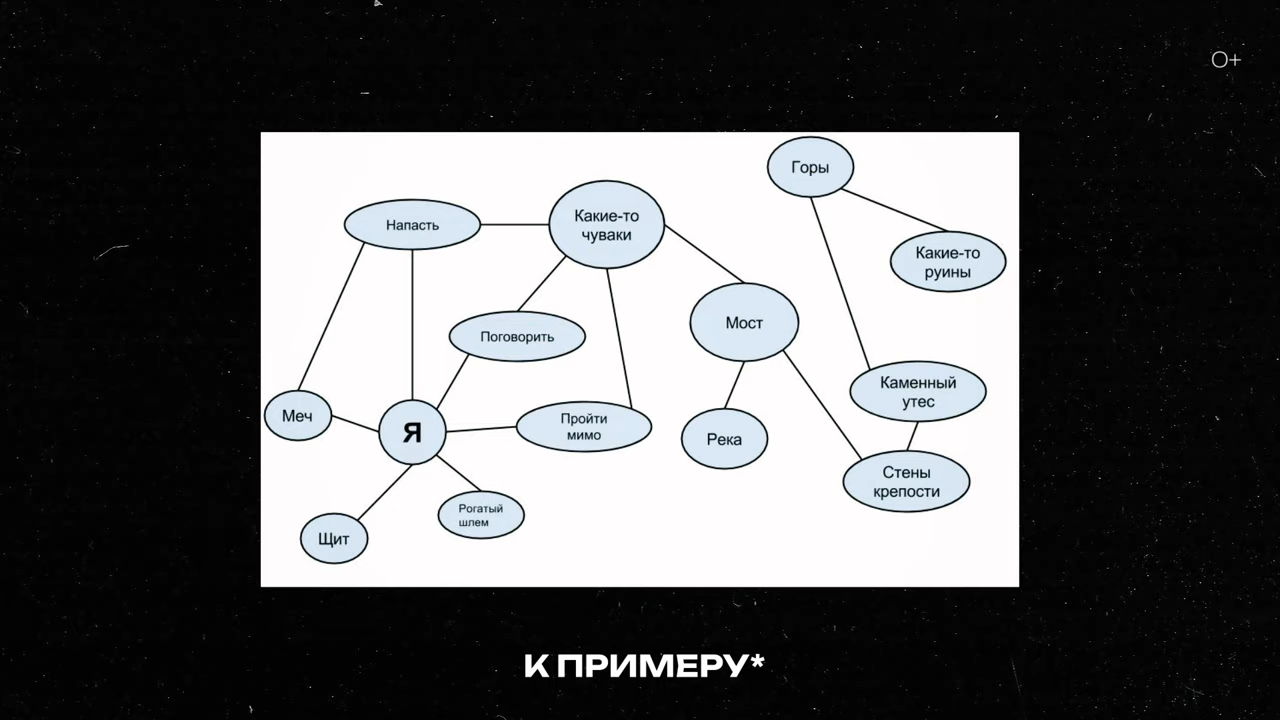 O+
Горы
Напасть
Какие-то
чуваки
Какие-то
руины
Мост
Поговорить
Каменный
утес
Меч
Я
Пройти
мимо
Река
Стены
крепости
Рогатый
шлем
Щит
К ПРИМЕРУ*